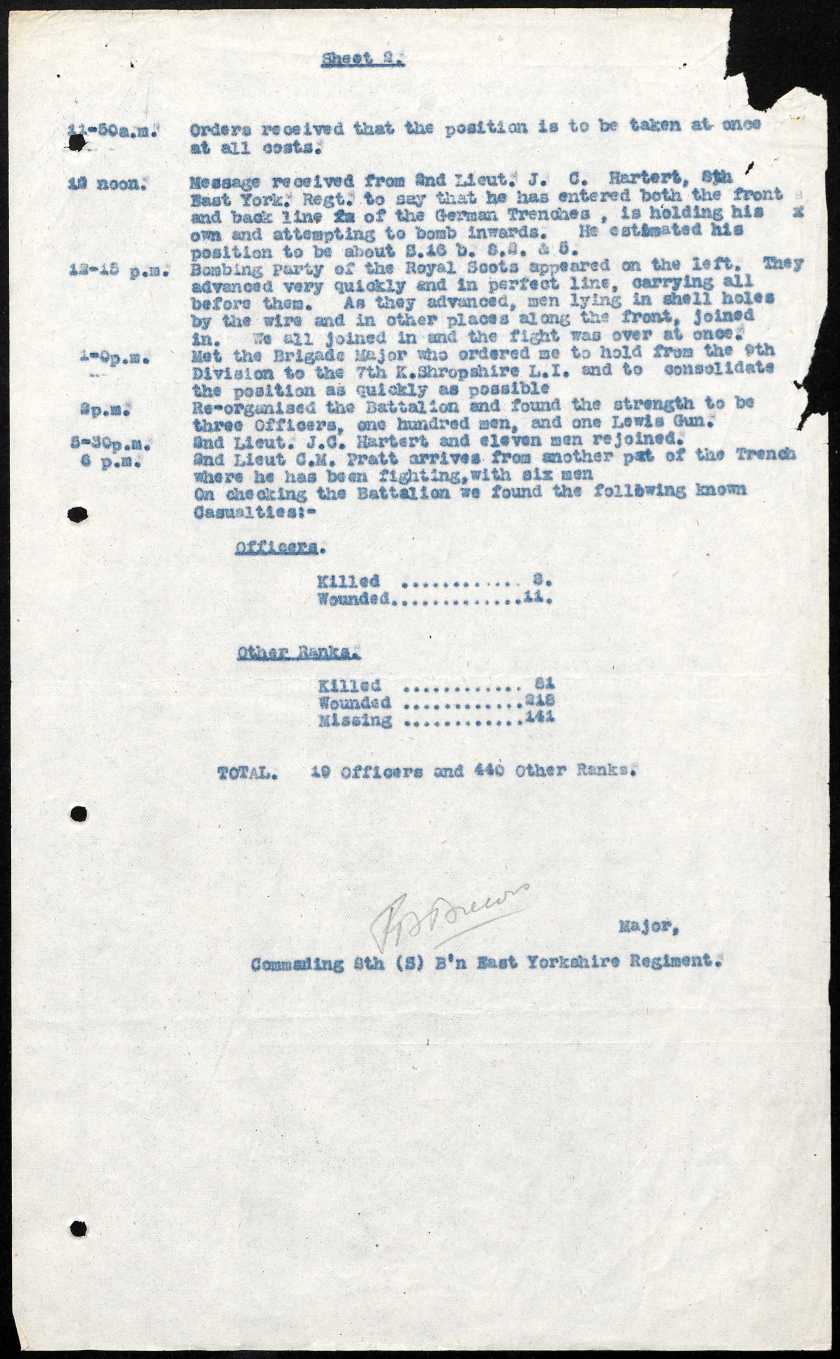 Sheet 2.
11-50a.m. Orders received that the position is to be taken at once
at all costs.
12 noon. Message received from 2nd Lieut. J. C. Hartert, 8th
East York. Regt. to say that he has entered both the front
and back line of the German Trenches , is holding his x
own and attempting to bomb inwards. He estimated his
position to be about S.16 b. 8.2. & 5.
12-15 p.m. Bombing Party of the Royal Scots appeared on the left. They
advanced very quickly and in perfect line, carrying all
before them. As they advanced, men lying in shell holes
by the wire and in other places along the front, joined
in. We all joined in and the fight was over at once.
1-0p.m. Met the Brigade Major who ordered me to hold from the 9th
Division to the 7th K.Shropshire L.I. and to consolidate
the position as quickly as possible
2p.m. Re-organised the Battalion and found the strength to be
three Officers, one hundred men, and one Lewis Gun.
5-30p.m. 2nd Lieut. J.C. Hartert and eleven men rejoined.
6 p.m. 2nd Lieut C.M. Pratt arrives from another pat of the Trench
where he has been fighting,with six men
On checking the Battalion we found the following known
Casualties:-
Officers.
Killed ............. 8.
Wounded..............11.
Other Ranks.
Killed ............ 81
Wounded ............218
Missing ............141
TOTAL. 19 Officers and 440 Other Ranks.
Major,
Commading 8th (S) B'n East Yorkshire Regiment.